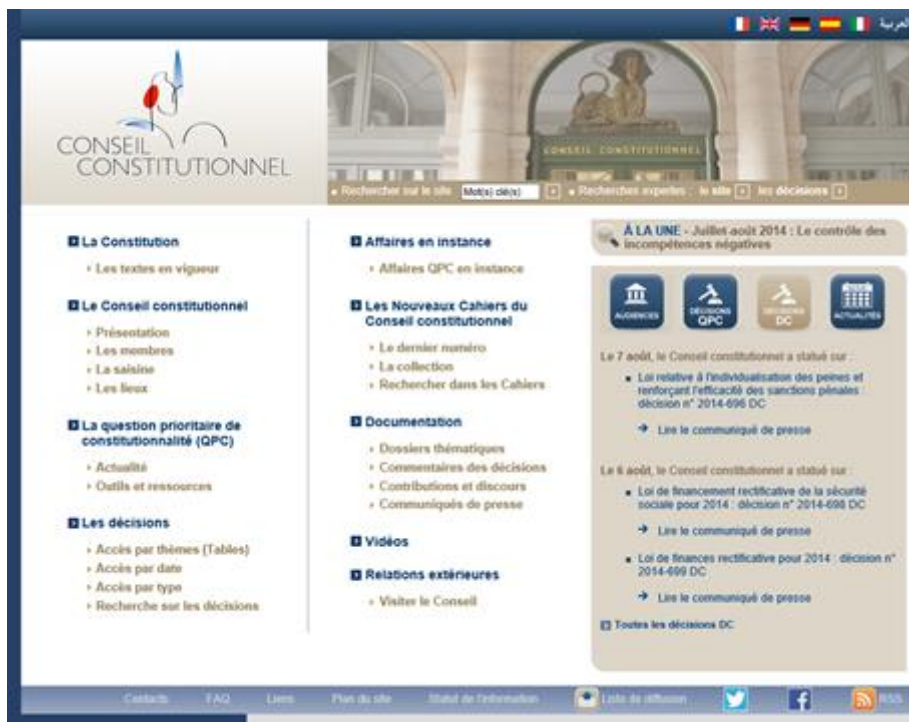 العربية
CONSEIL
CONSTITUTIONNEL
CONSEIL CONSTITUTIONNEL
Rechercher sur le site Mot(s) clé(s) Recherches expertes : le site les décisions
La Constitution
Les textes en vigueur
Le Conseil constitutionnel
Présentation
Les membres
La saisine
Les lieux
La question prioritaire de
constitutionnalité (QPC)
Actualité
Outils et ressources
Les décisions
Accès par thèmes (Tables)
Accès par date
Accès par type
Recherche sur les décisions
Affaires en instance
Affaires QPC en instance
Les Nouveaux Cahiers du
Conseil constitutionnel
Le dernier numéro
La collection
Rechercher dans les Cahiers
Documentation
Dossiers thématiques
Commentaires des décisions
Contributions et discours
Communiqués de presse
Vidéos
Relations extérieures
Visiter le Conseil
À LA UNE - Juillet-août 2014 : Le contrôle des
incompétences négatives
AUDIENCES
DÉCISIONS
QPC
DÉCISIONS
DC
ACTUALITÉS
Le 7 août, le Conseil constitutionnel a statué sur :
Loi relative à l'individualisation des peines et
renforçant l'efficacité des sanctions pénales :
décision n° 2014-696 DC
Lire le communiqué de presse
Le 6 août, le Conseil constitutionnel a statué sur :
Loi de financement rectificative de la sécurité
sociale pour 2014 : décision n° 2014-698 DC
Lire le communiqué de presse
Loi de finances rectificative pour 2014 : décision n°
2014-699 DC
Lire le communiqué de presse
Toutes les décisions DC
Contacts FAQ Liens Plan du site Statut de l'information Liste de diffusion RSS